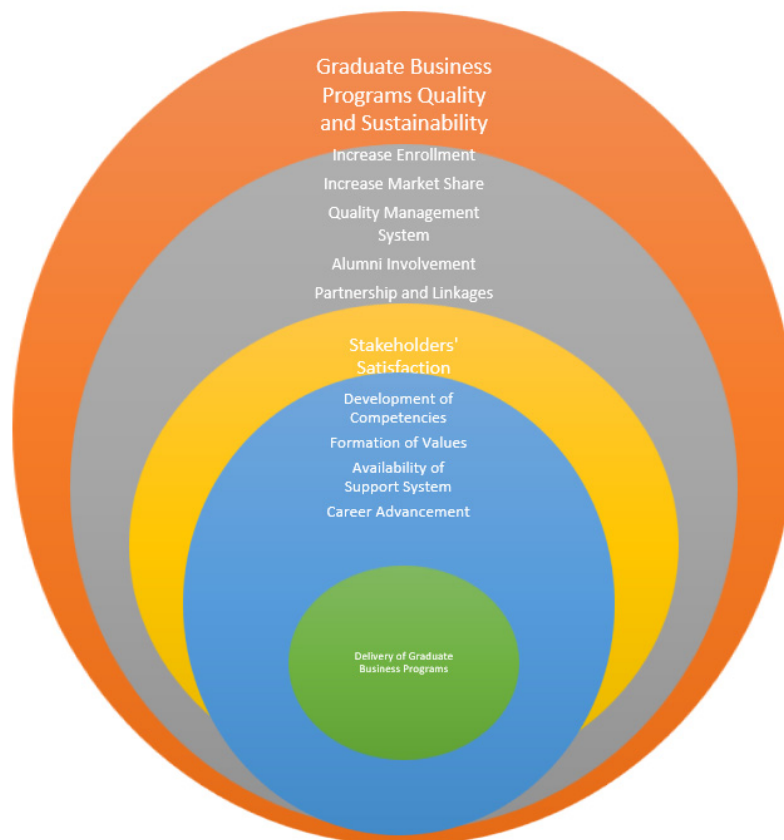 Graduate Business
Programs Quality
and Sustainability
Increase Enrollment
Increase Market Share
Quality Management
System
Alumni Involvement
Partnership and Linkages
Stakeholders'
Satisfaction
Development of
Competencies
Formation of Values
Availability of
Support System
Career Advancement
Delivery of Graduate
Business Programs